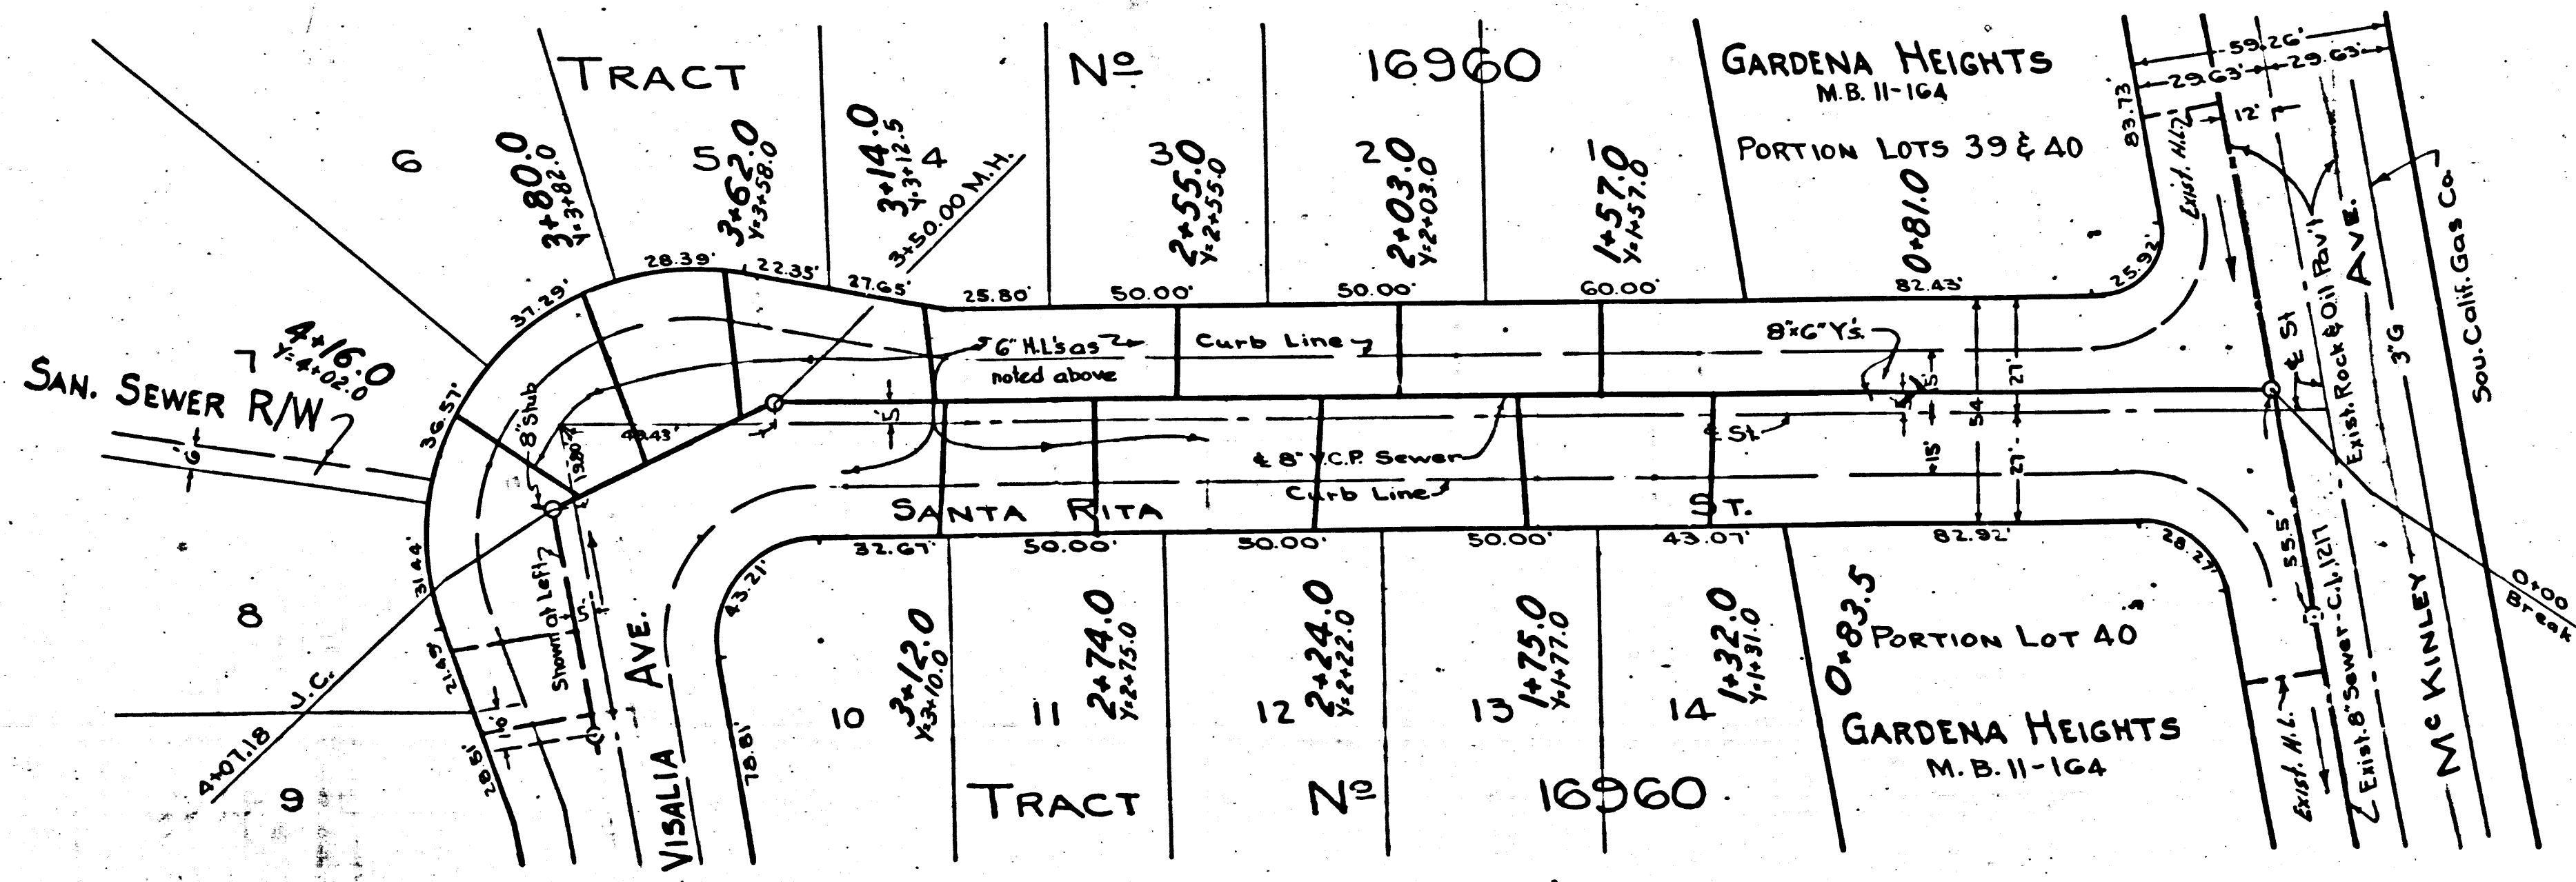 TRACT Nº 16960
GARDENA HEIGHTS
M.B. 11-164
PORTION LOTS 39 & 40
6
5
4
3
2
1
3+80.0
Y=3+82.0
3+62.0
Y=3+58.0
3+14.0
Y=3+12.5
3+50.00 M.H.
2+55.0
Y=2+55.0
2+03.0
Y=2+03.0
1+57.0
Y=1+57.0
0+81.0
59.26'
29.63'
29.63'
83.73'
12'
Exist. H.L.
25.92'
37.29'
28.39'
22.35'
27.65'
25.80'
50.00'
50.00'
60.00'
82.43'
7
4+16.0
Y=4+02.0
SAN. SEWER R/W
6'
36.57'
8" Stub
49.43'
19.80'
5'
6" H.L.'s as
noted above
Curb Line
8"x6" Y's.
15'
5'
15'
54'
27'
27'
℄ St.
℄ 8" V.C.P. Sewer
Curb Line
SANTA RITA ST.
℄ St
Exist. Rock & Oil Pav't
3"G
Sou. Calif. Gas Co.
McKINLEY AVE.
Exist. 8" Sewer - C.I. 1217
55.5'
0+00
Break
31.44'
21.49'
28.51'
8
9
J.C.
4+07.18
Shown at Left
5'
10'
VISALIA AVE.
43.21'
78.81'
32.67'
50.00'
50.00'
50.00'
43.07'
82.92'
28.27'
10
3+12.0
Y=3+10.0
11
2+74.0
Y=2+75.0
12
2+24.0
Y=2+22.0
13
1+75.0
Y=1+77.0
14
1+32.0
Y=1+31.0
0+83.5
PORTION LOT 40
GARDENA HEIGHTS
M.B. 11-164
Exist. H.L.
TRACT Nº 16960